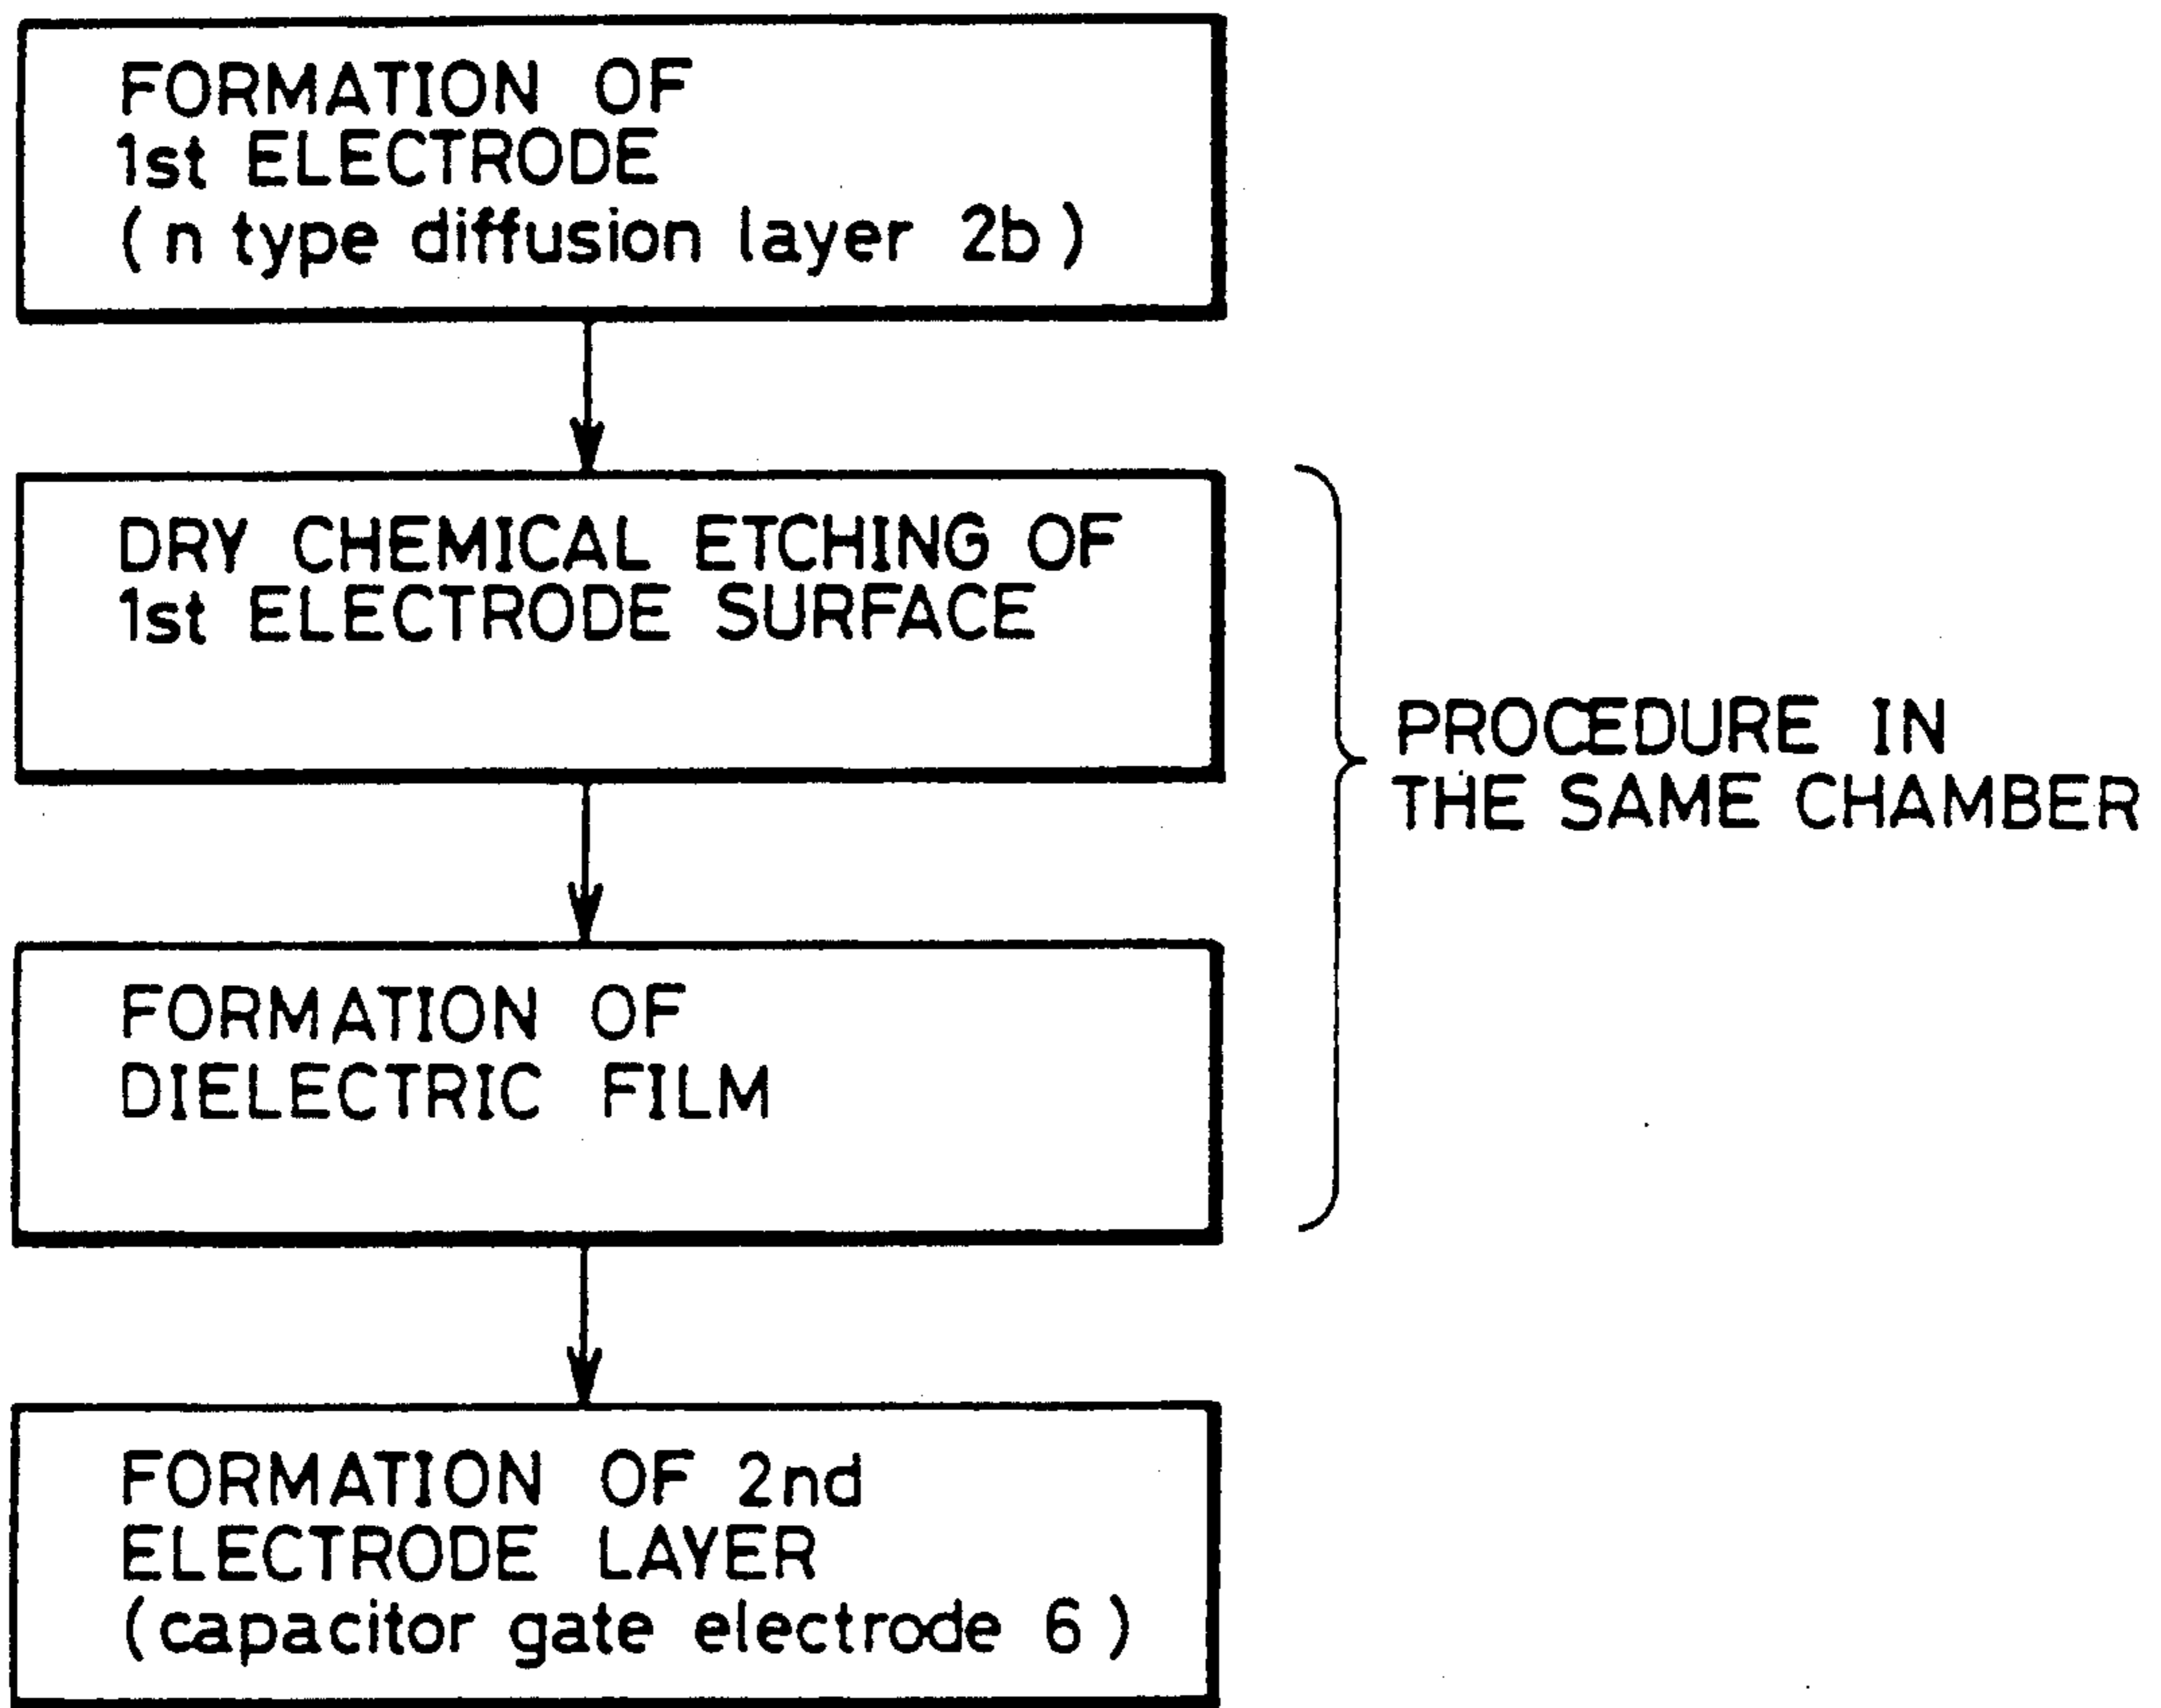 FORMATION OF
1st ELECTRODE
(n type diffusion layer 2b)
DRY CHEMICAL ETCHING OF
1st ELECTRODE SURFACE
PROCEDURE IN
THE SAME CHAMBER
FORMATION OF
DIELECTRIC FILM
FORMATION OF 2nd
ELECTRODE LAYER
(capacitor gate electrode 6)